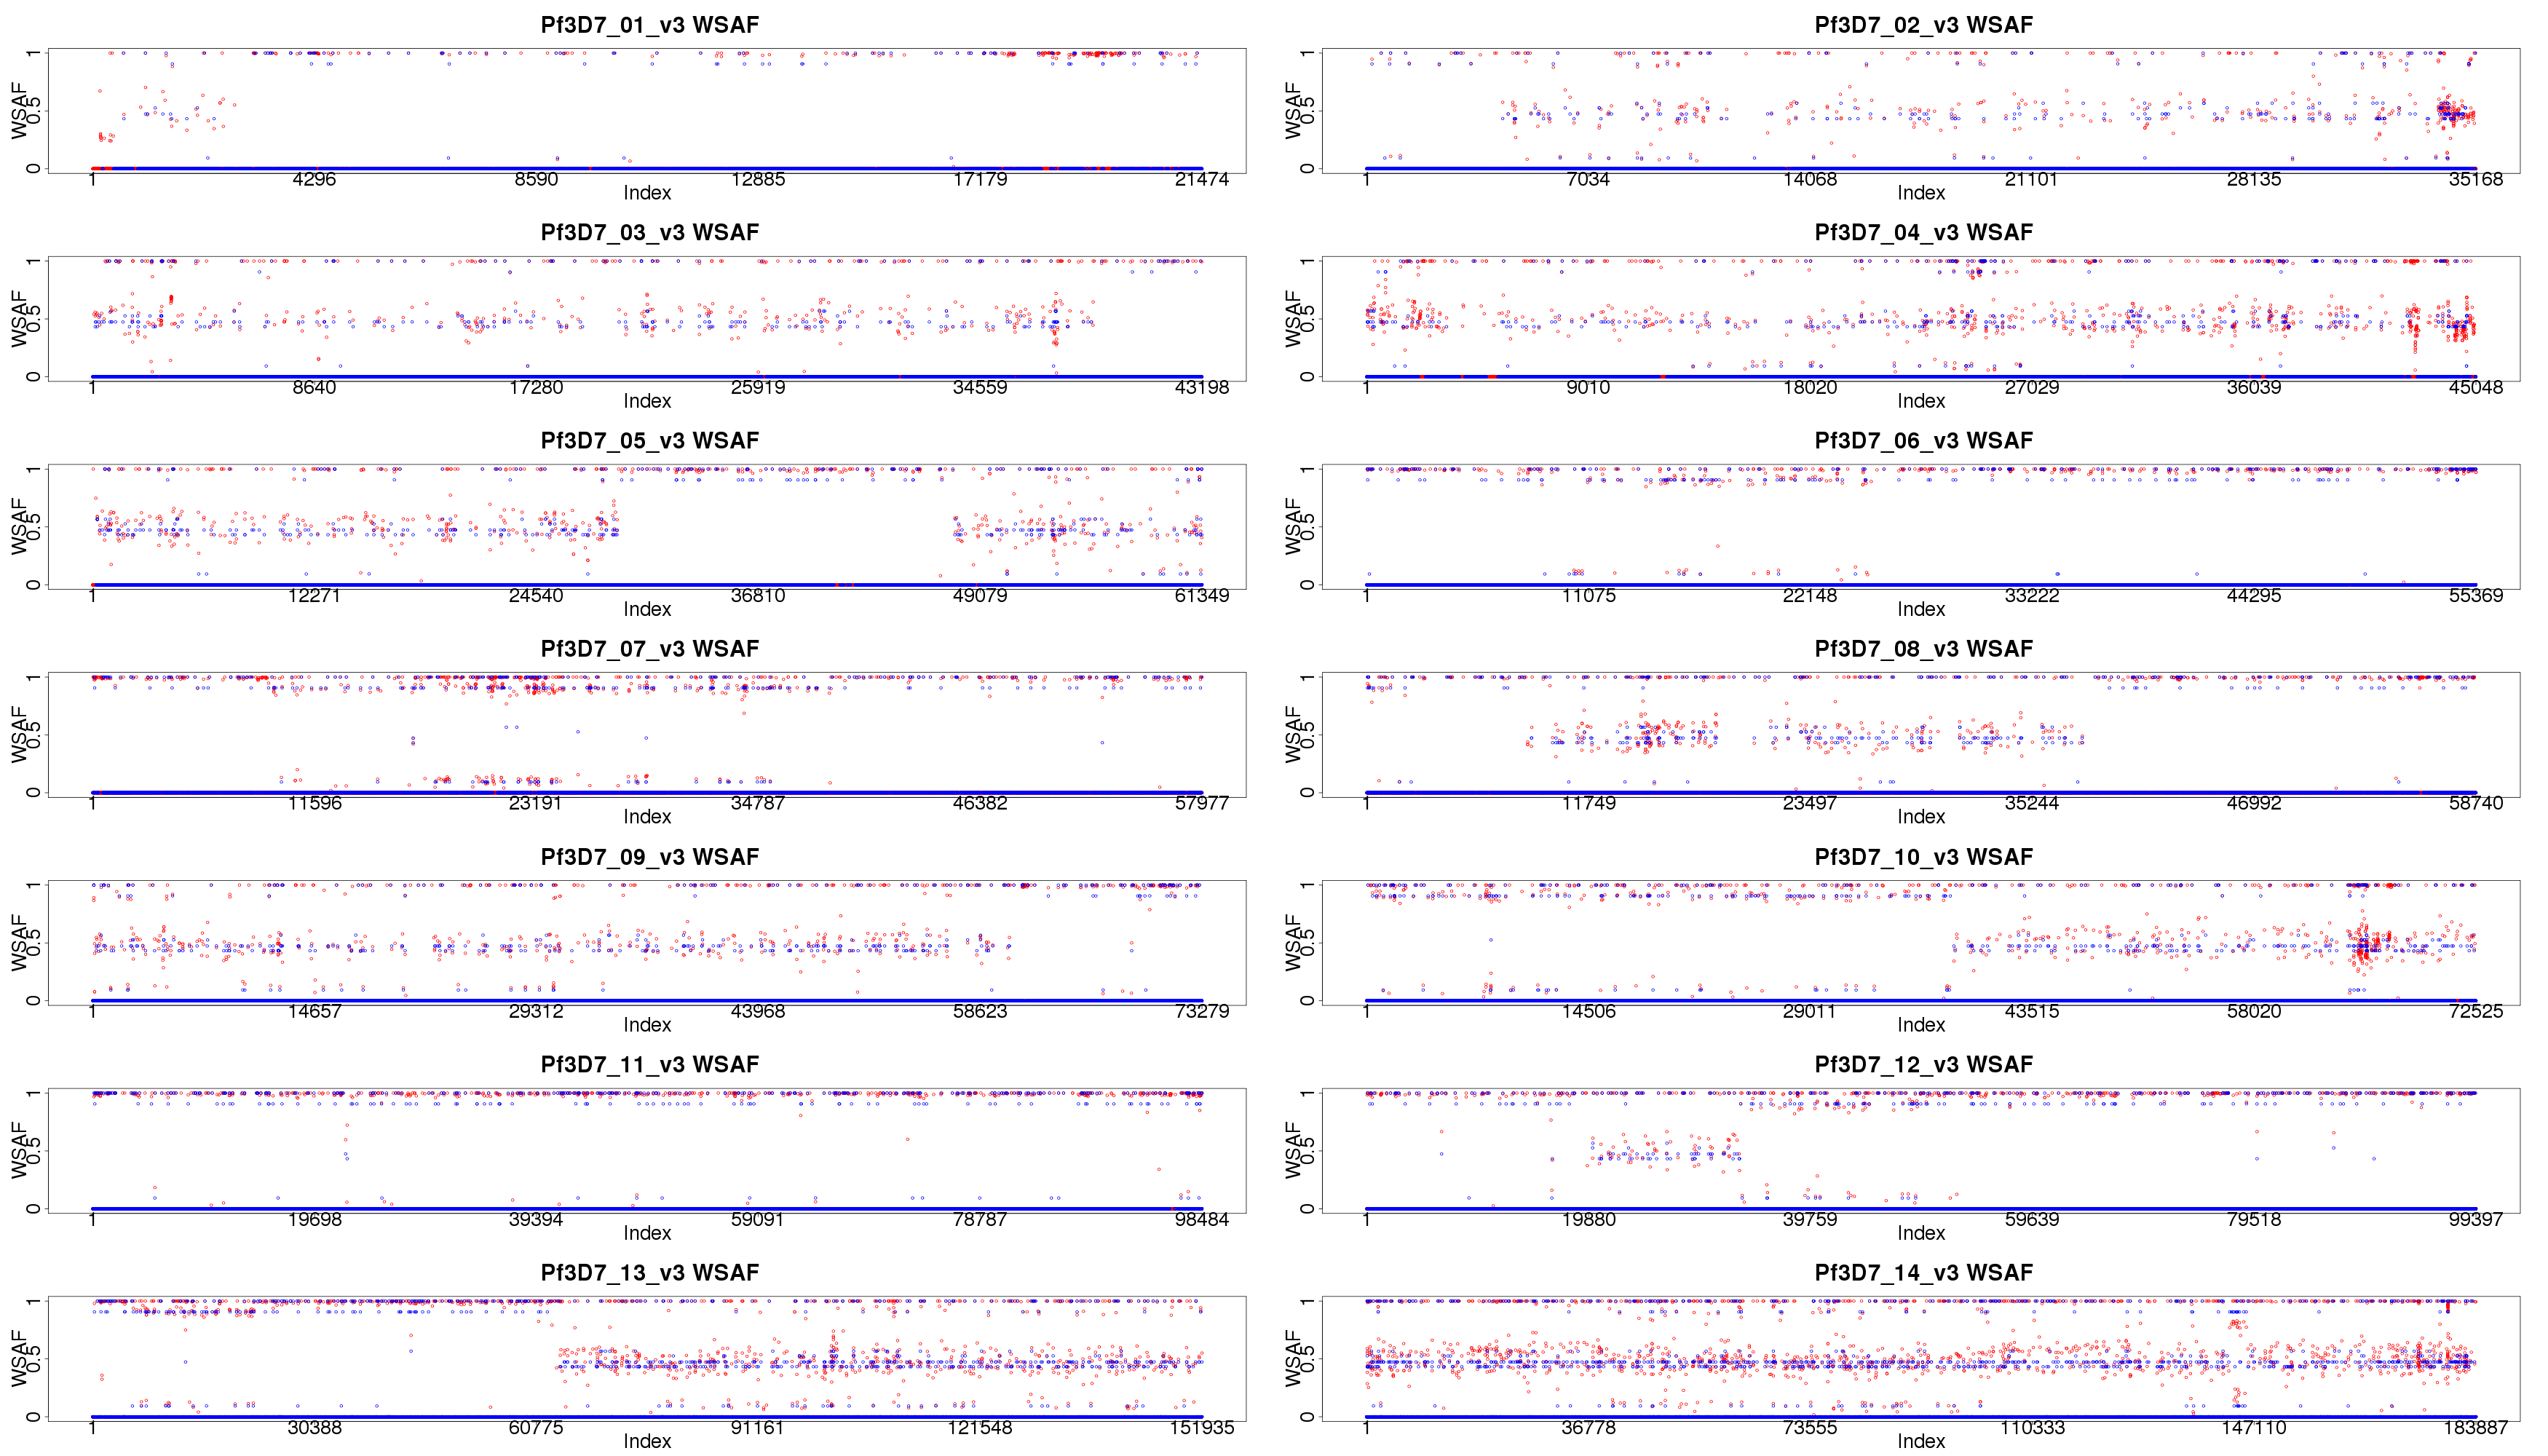 Pf3D7_01_v3 WSAF
WSAF
0 0.5 1
1 4296 8590 12885 17179 21474
Index
Pf3D7_02_v3 WSAF
WSAF
0 0.5 1
1 7034 14068 21101 28135 35168
Index
Pf3D7_03_v3 WSAF
WSAF
0 0.5 1
1 8640 17280 25919 34559 43198
Index
Pf3D7_04_v3 WSAF
WSAF
0 0.5 1
1 9010 18020 27029 36039 45048
Index
Pf3D7_05_v3 WSAF
WSAF
0 0.5 1
1 12271 24540 36810 49079 61349
Index
Pf3D7_06_v3 WSAF
WSAF
0 0.5 1
1 11075 22148 33222 44295 55369
Index
Pf3D7_07_v3 WSAF
WSAF
0 0.5 1
1 11596 23191 34787 46382 57977
Index
Pf3D7_08_v3 WSAF
WSAF
0 0.5 1
1 11749 23497 35244 46992 58740
Index
Pf3D7_09_v3 WSAF
WSAF
0 0.5 1
1 14657 29312 43968 58623 73279
Index
Pf3D7_10_v3 WSAF
WSAF
0 0.5 1
1 14506 29011 43515 58020 72525
Index
Pf3D7_11_v3 WSAF
WSAF
0 0.5 1
1 19698 39394 59091 78787 98484
Index
Pf3D7_12_v3 WSAF
WSAF
0 0.5 1
1 19880 39759 59639 79518 99397
Index
Pf3D7_13_v3 WSAF
WSAF
0 0.5 1
1 30388 60775 91161 121548 151935
Index
Pf3D7_14_v3 WSAF
WSAF
0 0.5 1
1 36778 73555 110333 147110 183887
Index